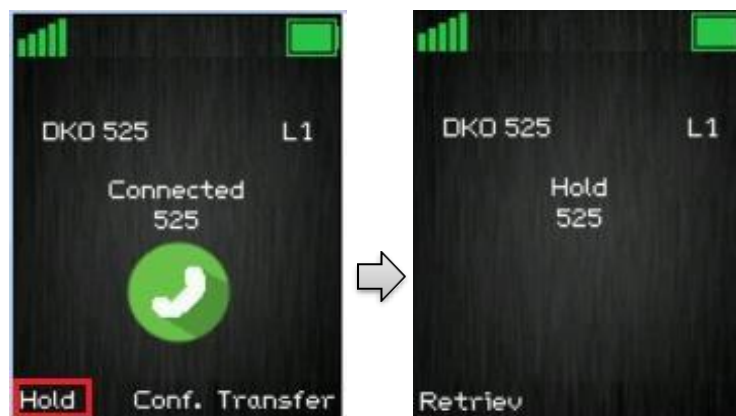 DKO 525 L1
Connected
525
Hold Conf. Transfer
DKO 525 L1
Hold
525
Retriev